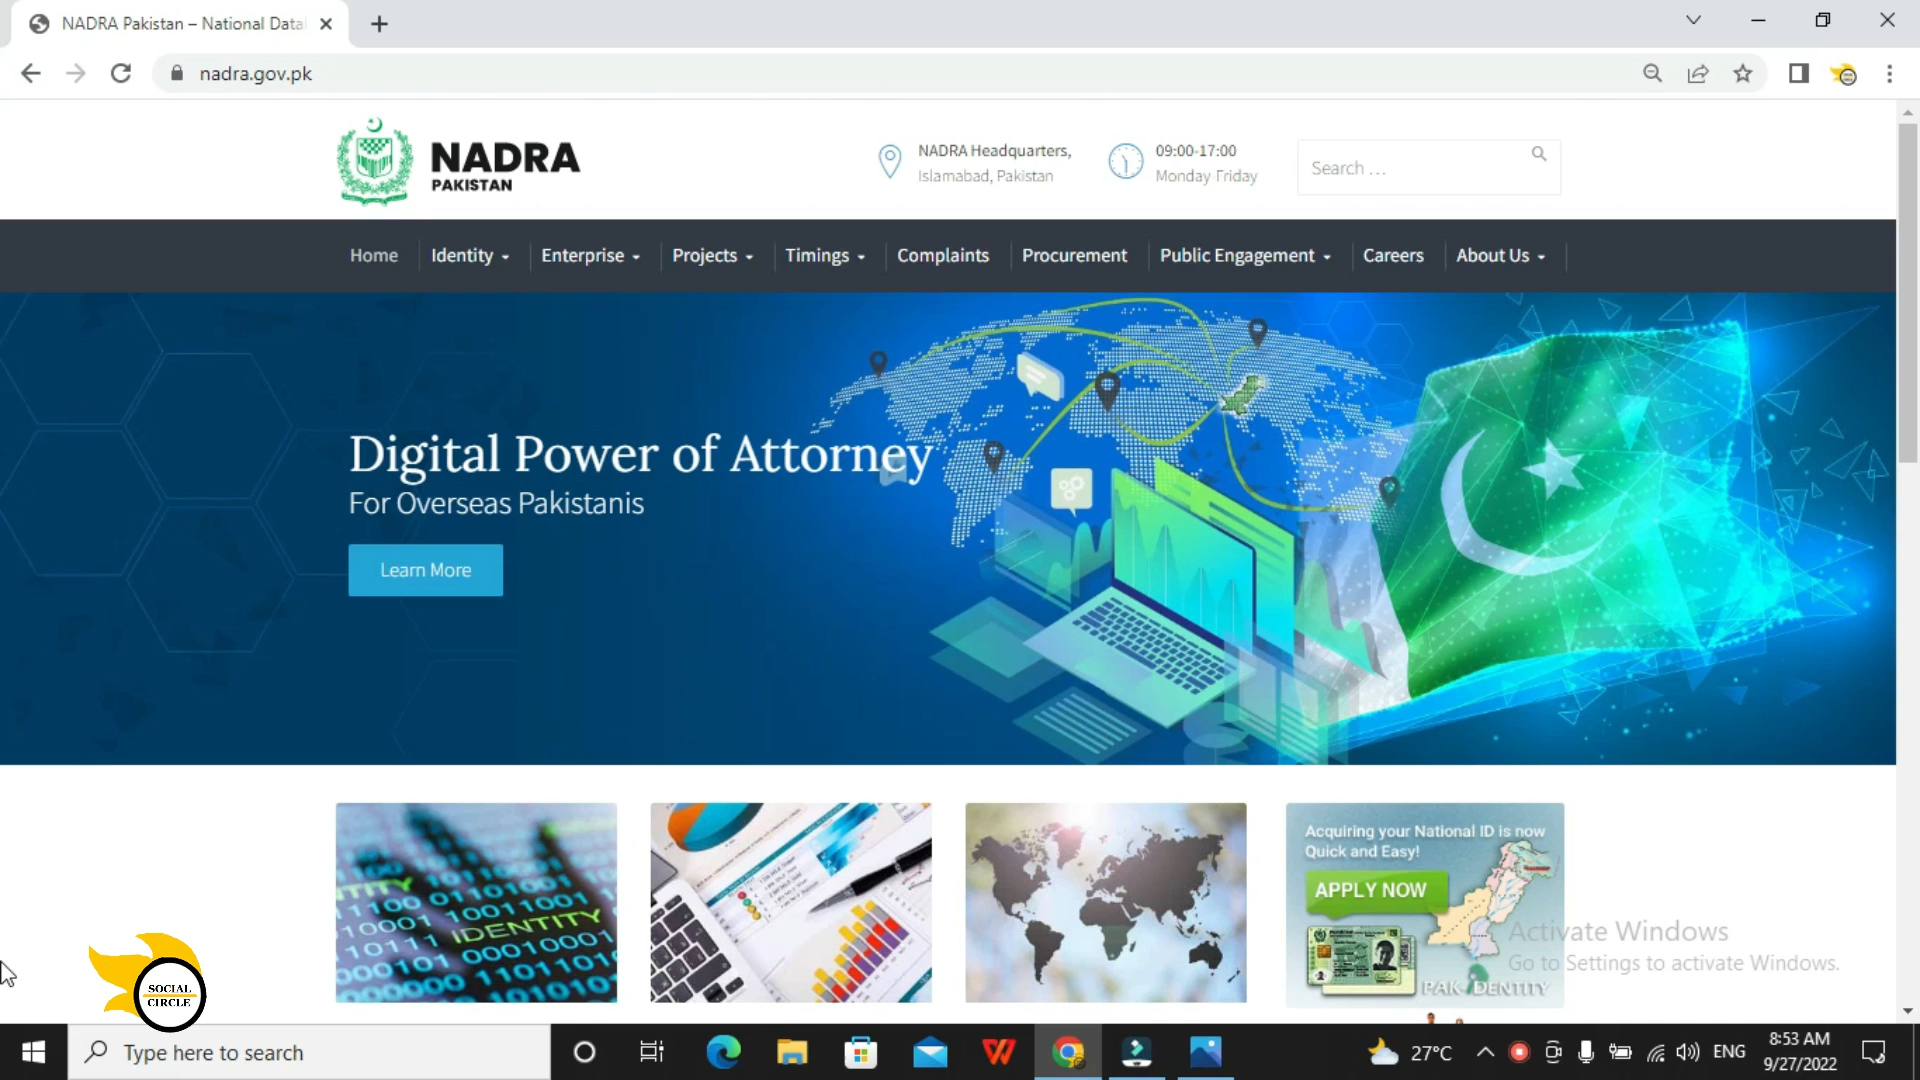 NADRA Pakistan – National Data
nadra.gov.pk
NADRA
PAKISTAN
NADRA Headquarters,
Islamabad, Pakistan
09:00-17:00
Monday-Friday
Search ...
Home
Identity
Enterprise
Projects
Timings
Complaints
Procurement
Public Engagement
Careers
About Us
Digital Power of Attorney
For Overseas Pakistanis
Learn More
IDENTITY
Acquiring your National ID is now
Quick and Easy!
APPLY NOW
PAK-IDENTITY
Activate Windows
Go to Settings to activate Windows.
SOCIAL
CIRCLE
Type here to search
27°C
ENG
8:53 AM
9/27/2022